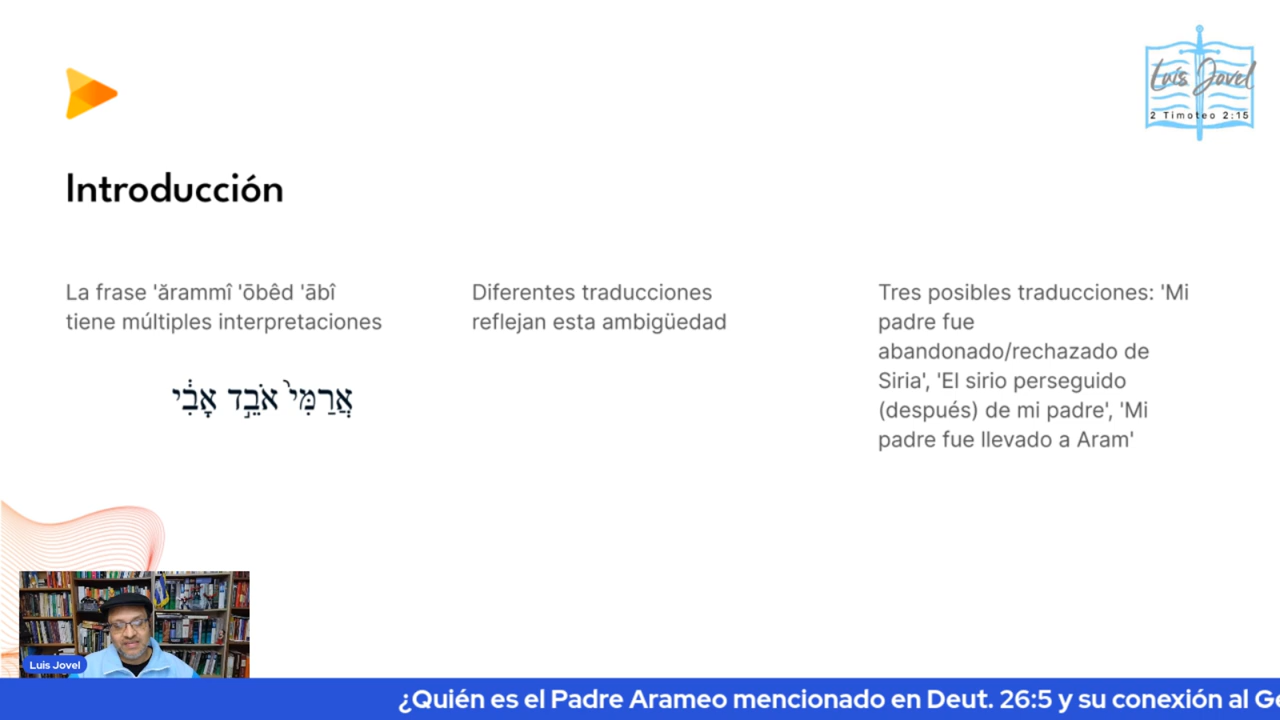 Luis Jovel
2 Timoteo 2:15
Introducción
La frase 'ărammî 'ōbêd 'ābî
tiene múltiples interpretaciones
אֲרַמִּי֙ אֹבֵ֣ד אָבִ֔י
Diferentes traducciones
reflejan esta ambigüedad
Tres posibles traducciones: 'Mi
padre fue
abandonado/rechazado de
Siria', 'El sirio perseguido
(después) de mi padre', 'Mi
padre fue llevado a Aram'
Luis Jovel
¿Quién es el Padre Arameo mencionado en Deut. 26:5 y su conexión al